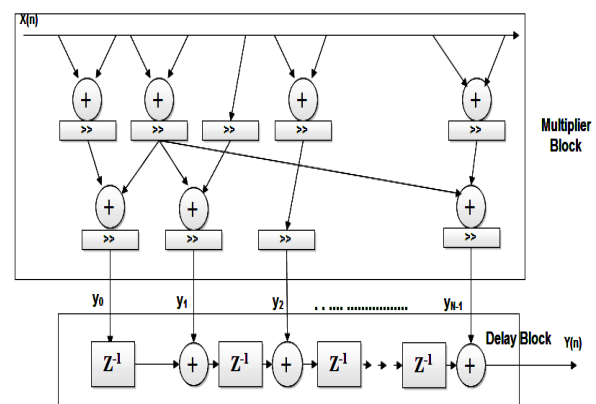 X(n)
+ + + +
>> >> >> >> >>
Multiplier
Block
+ + +
>> >> >> >>
y0 y1 y2 . . .... ................ yN-1
Delay Block Y(n)
Z-1 + Z-1 + Z-1 Z-1 +